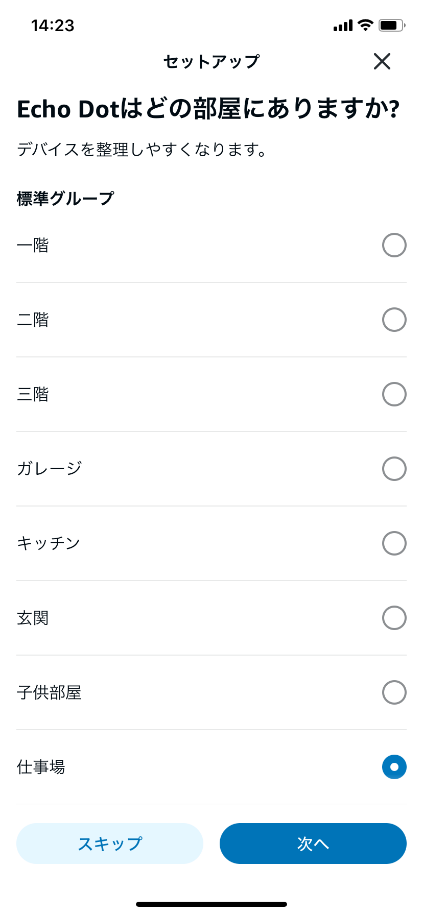 14:23
セットアップ
Echo Dotはどの部屋にありますか?
デバイスを整理しやすくなります。
標準グループ
一階
二階
三階
ガレージ
キッチン
玄関
子供部屋
仕事場
スキップ
次へ